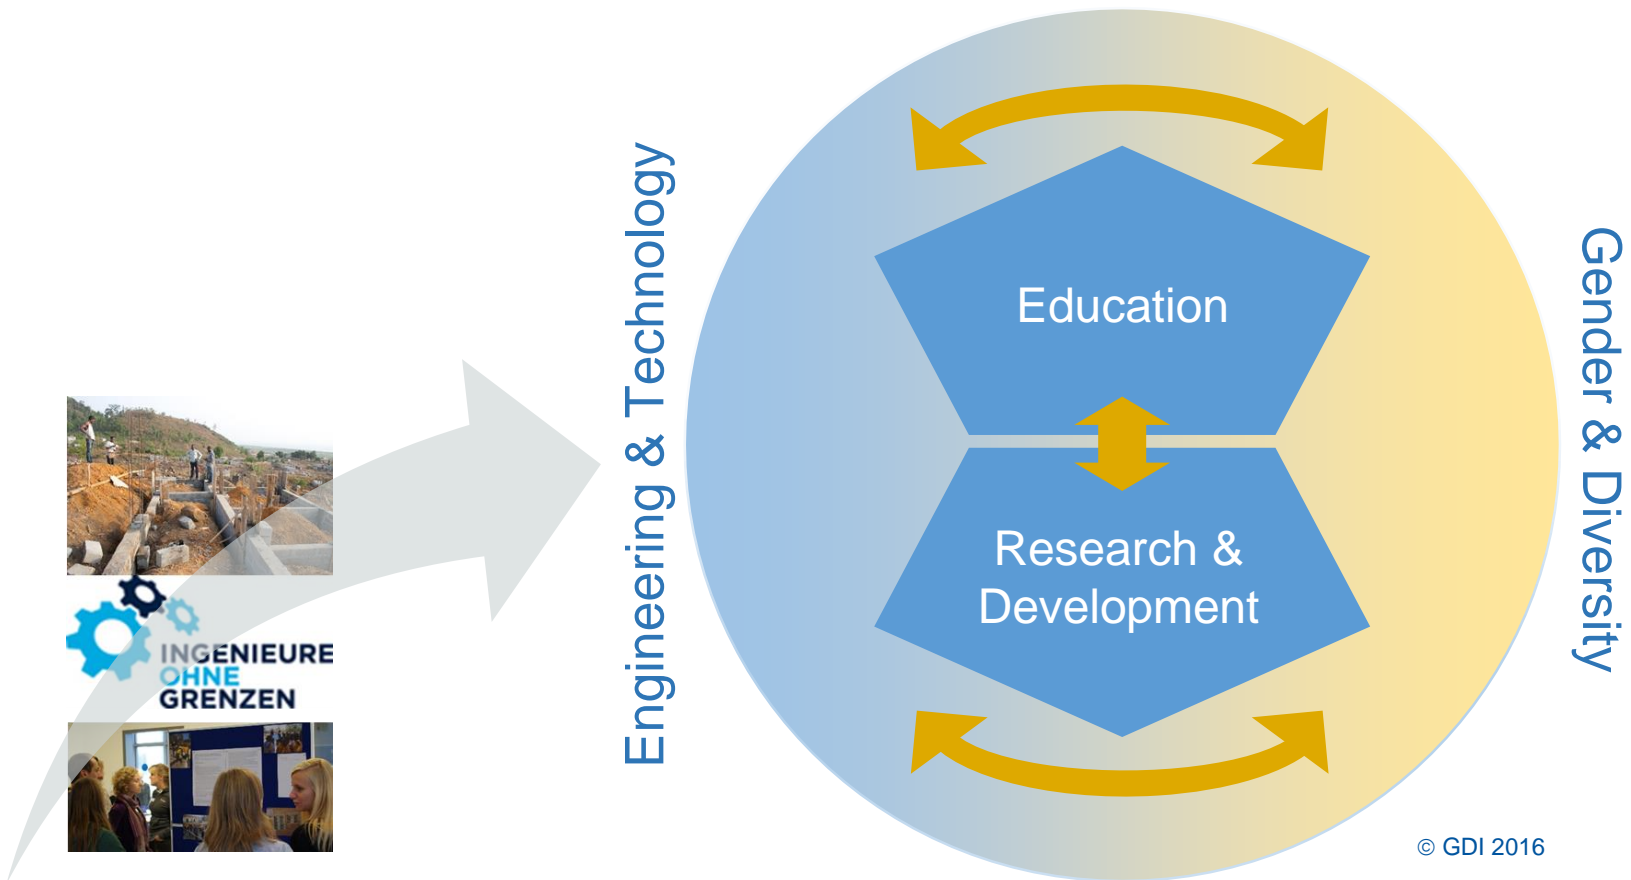 Engineering & Technology
Education
Research &
Development
Gender & Diversity
INGENIEURE
OHNE
GRENZEN
© GDI 2016